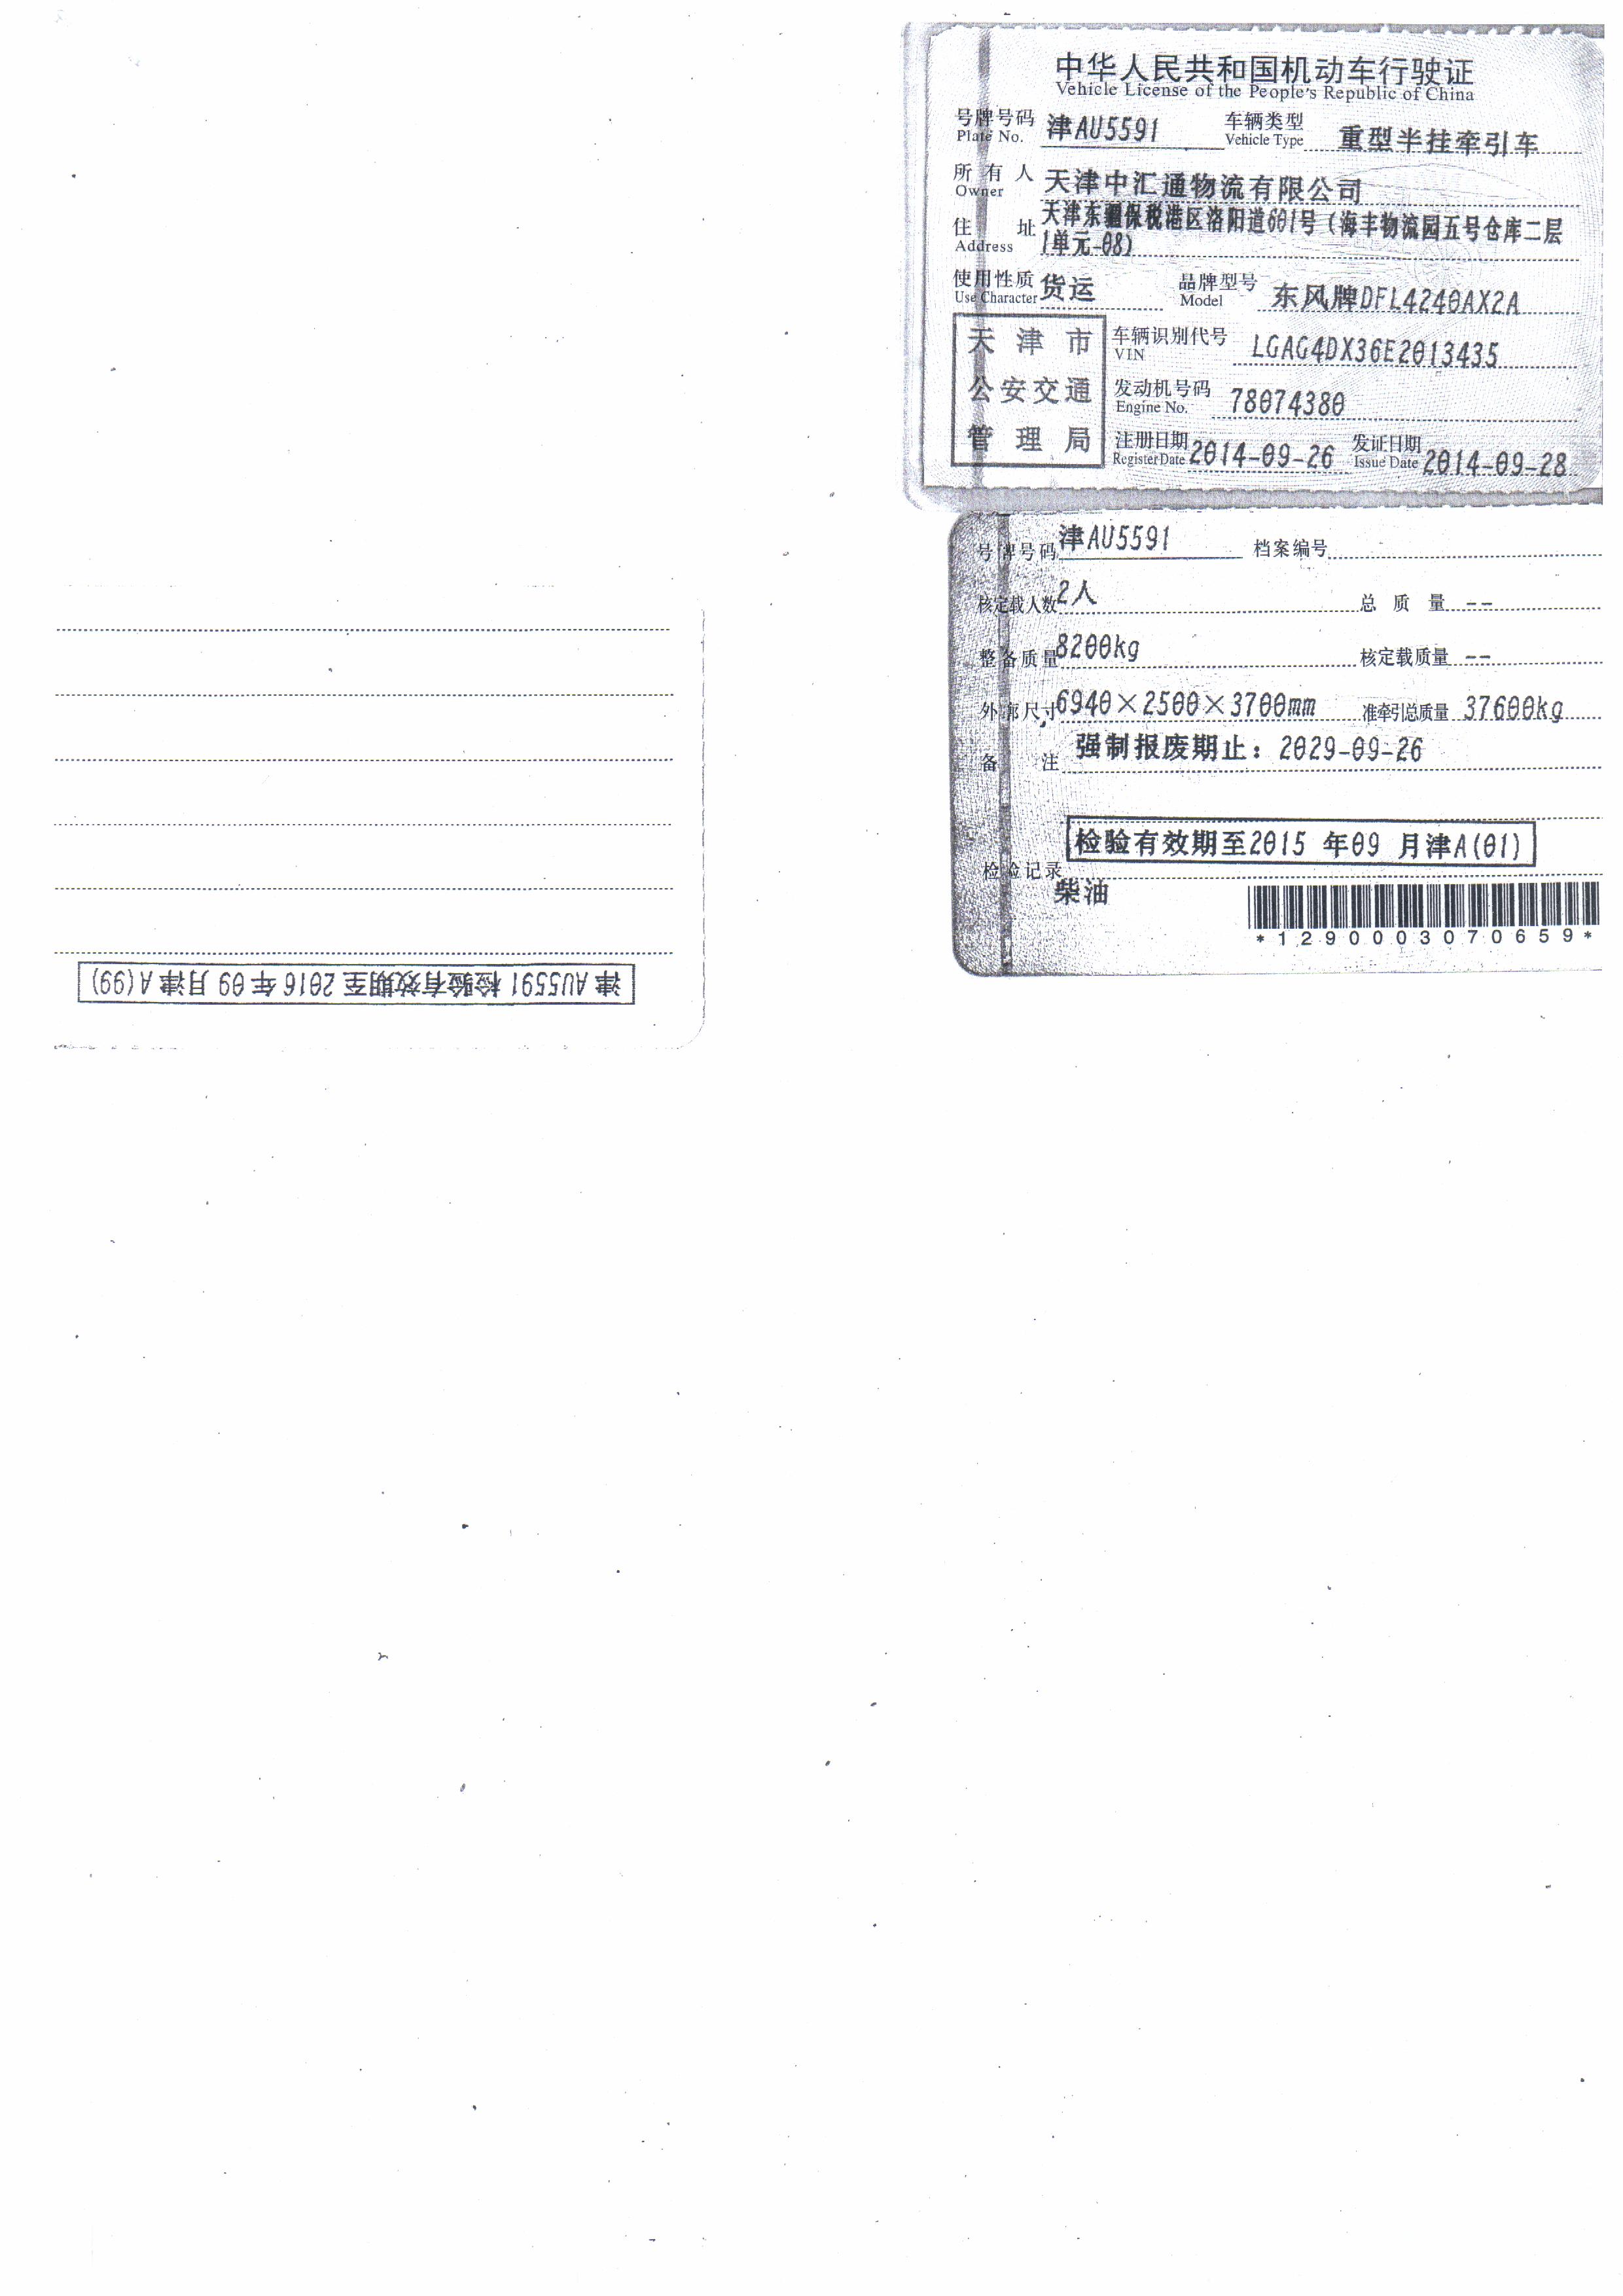 中华人民共和国机动车行驶证
Vehicle License of the People's Republic of China
号牌号码 津AU5591 车辆类型 重型半挂牵引车
Plate No. Vehicle Type
所有人 天津中汇通物流有限公司
Owner
住址 天津东疆保税港区洛阳道601号(海丰物流园五号仓库二层
Address 1单元-08)
使用性质 货运 品牌型号 东风牌DFL4240AX2A
Use Character Model
天津市
公安交通
管理局
车辆识别代号 LGAG4DX36E2013435
VIN
发动机号码 78074380
Engine No.
注册日期 2014-09-26 发证日期 2014-09-28
Register Date Issue Date
号牌号码 津AU5591 档案编号
核定载人数 2人 总质量 --
整备质量 8200kg 核定载质量 --
外廓尺寸 6940×2500×3700mm 准牵引总质量 37600kg
备注 强制报废期止：2029-09-26
检验有效期至2015 年09 月津A(01)
检验记录
柴油
*1290003070659*
津 AU5591 检验有效期至 2016 年 09 月津 A(99)